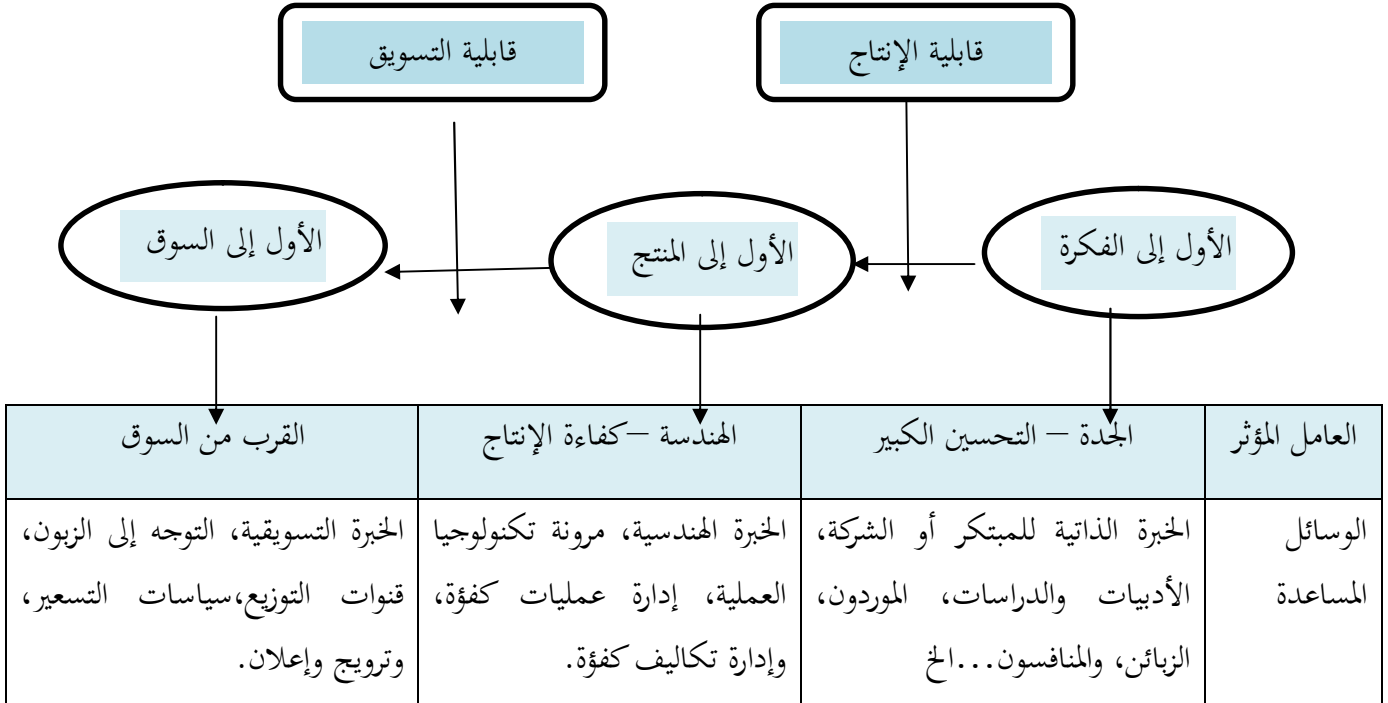 قابلية الإنتاج
قابلية التسويق
الأول إلى الفكرة
الأول إلى المنتج
الأول إلى السوق
العامل المؤثر
الجدة – التحسين الكبير
الهندسة –كفاءة الإنتاج
القرب من السوق
الوسائل
المساعدة
الخبرة الذاتية للمبتكر أو الشركة،
الأدبيات والدراسات، الموردون،
الزبائن، والمنافسون...الخ
الخبرة الهندسية، مرونة تكنولوجيا
العملية، إدارة عمليات كفؤة،
وإدارة تكاليف كفؤة.
الخبرة التسويقية، التوجه إلى الزبون،
قنوات التوزيع،سياسات التسعير،
وترويج وإعلان.